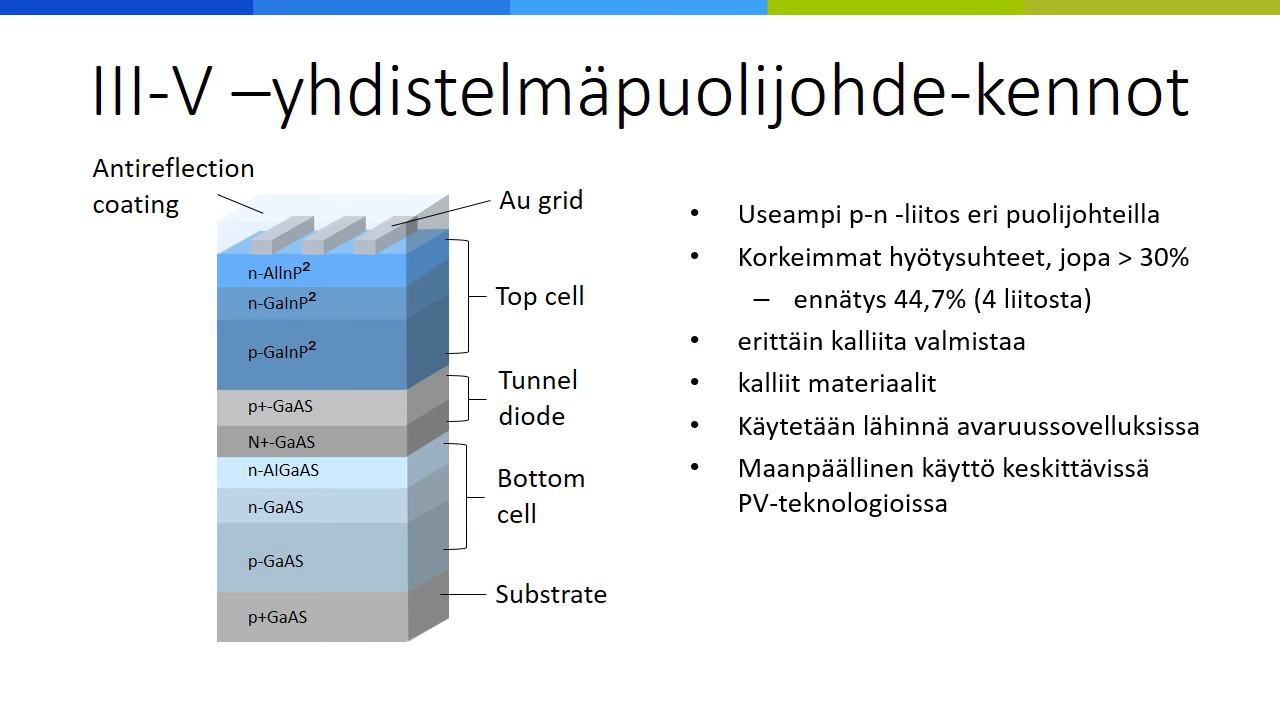 III-V –yhdistelmäpuolijohde-kennot
Antireflection
coating
Au grid
n-AlInP²
n-GaInP²
p-GaInP²
Top cell
p+-GaAS
N+-GaAS
Tunnel
diode
n-AlGaAS
n-GaAS
p-GaAS
Bottom
cell
p+GaAS
Substrate
• Useampi p-n -liitos eri puolijohteilla
• Korkeimmat hyötysuhteet, jopa > 30%
– ennätys 44,7% (4 liitosta)
• erittäin kalliita valmistaa
• kalliit materiaalit
• Käytetään lähinnä avaruussovelluksissa
• Maanpäällinen käyttö keskittävissä
PV-teknologioissa